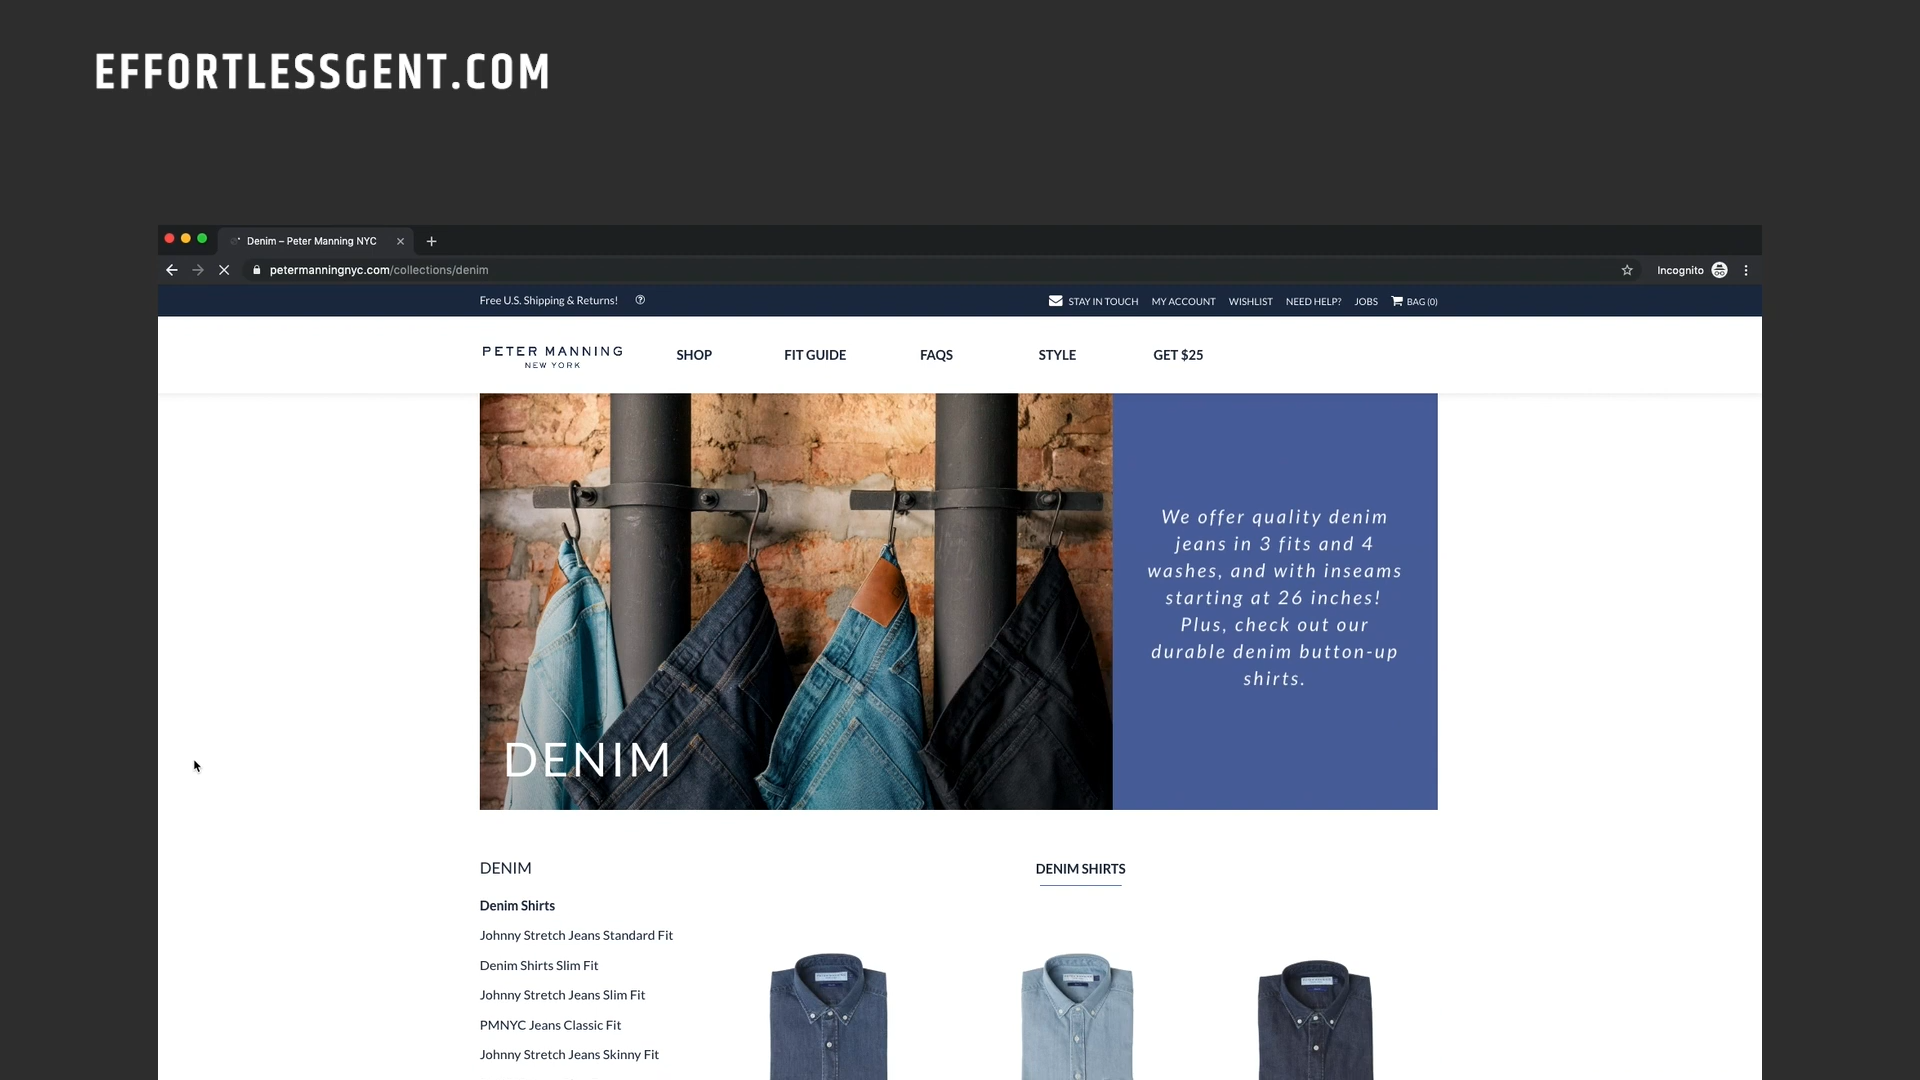 EFFORTLESSGENT.COM
Denim – Peter Manning NYC
petermanningnyc.com/collections/denim
Incognito
Free U.S. Shipping & Returns!
STAY IN TOUCH MY ACCOUNT WISHLIST NEED HELP? JOBS BAG (0)
PETER MANNING
NEW YORK
SHOP FIT GUIDE FAQS STYLE GET $25
We offer quality denim
jeans in 3 fits and 4
washes, and with inseams
starting at 26 inches!
Plus, check out our
durable denim button-up
shirts.
DENIM
DENIM
DENIM SHIRTS
Denim Shirts
Johnny Stretch Jeans Standard Fit
Denim Shirts Slim Fit
Johnny Stretch Jeans Slim Fit
PMNYC Jeans Classic Fit
Johnny Stretch Jeans Skinny Fit